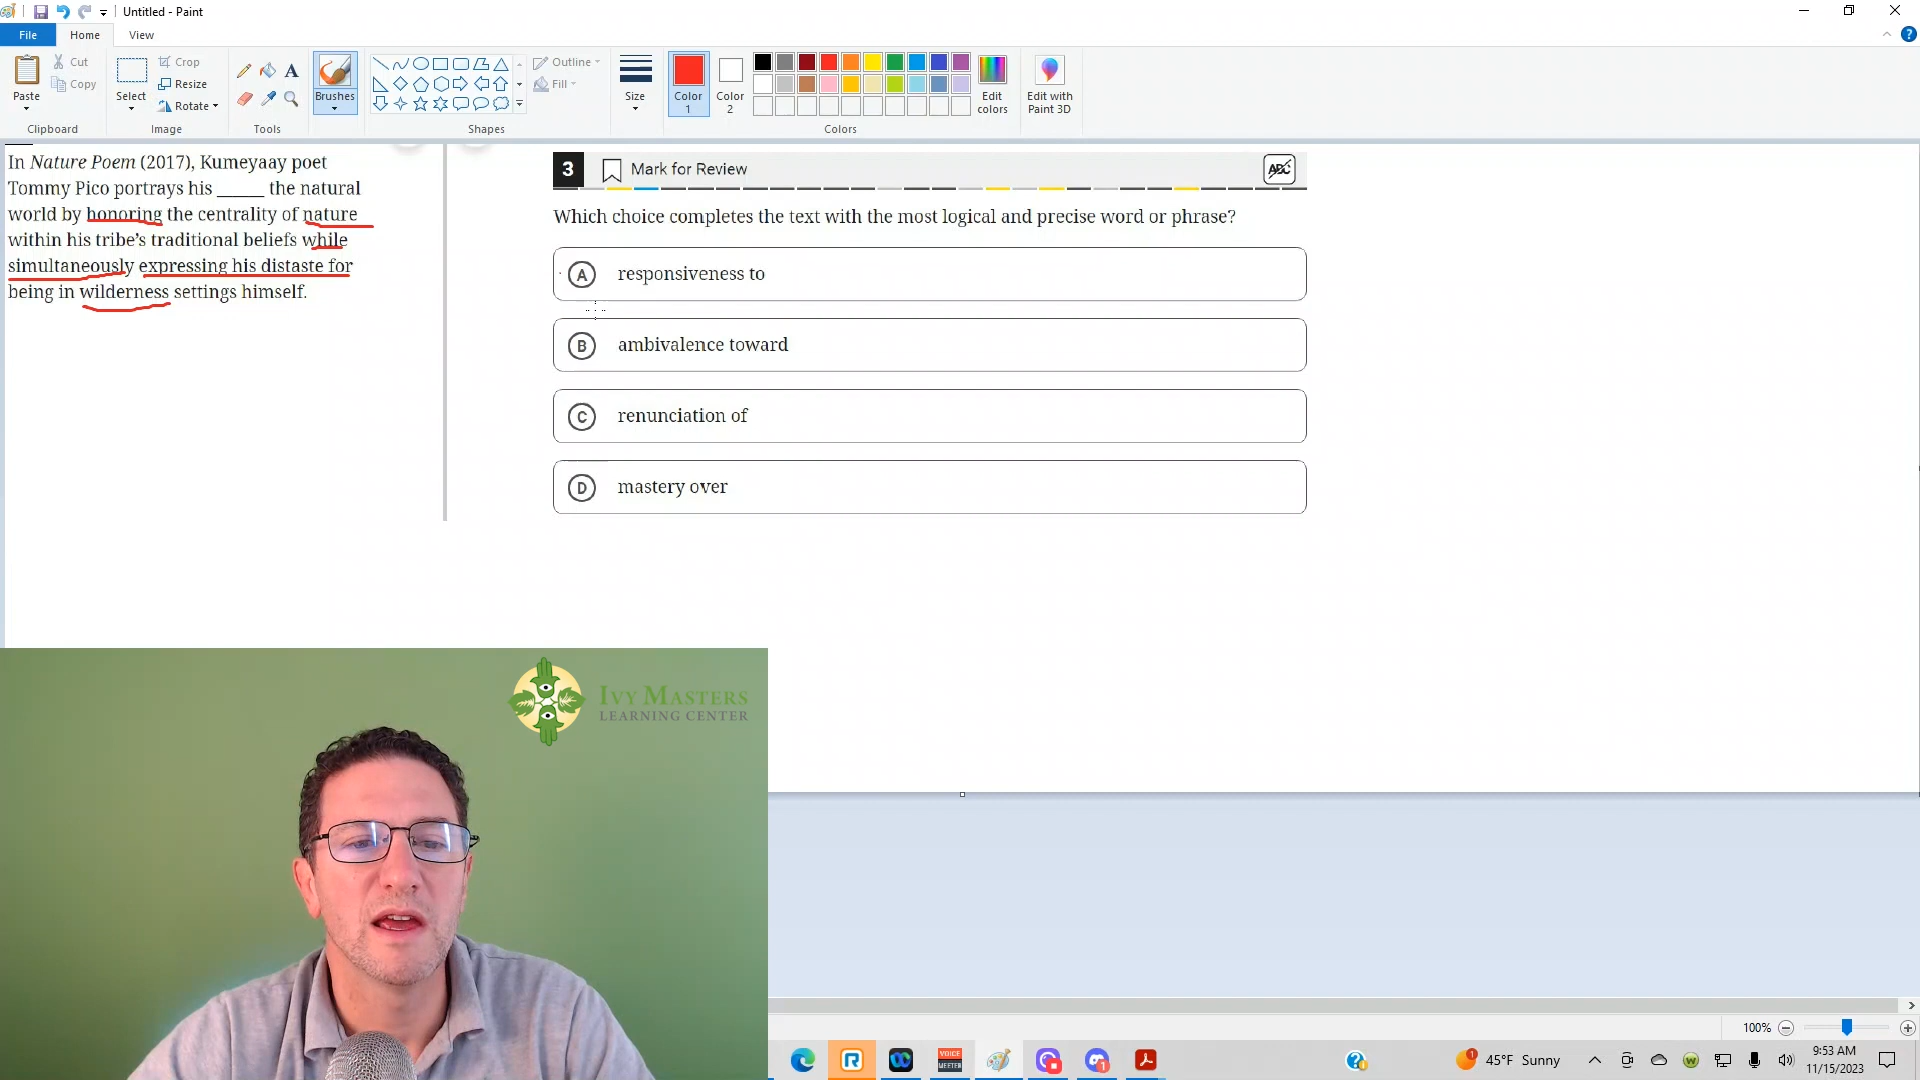 Untitled - Paint
File Home View
Paste
Cut
Copy
Clipboard
Select
Crop
Resize
Rotate
Image
A
Tools
Brushes
Shapes
Outline
Fill
Size
Color 1
Color 2
Colors
Edit colors
Edit with Paint 3D
In Nature Poem (2017), Kumeyaay poet
Tommy Pico portrays his ______ the natural
world by honoring the centrality of nature
within his tribe's traditional beliefs while
simultaneously expressing his distaste for
being in wilderness settings himself.
3 Mark for Review ABC
Which choice completes the text with the most logical and precise word or phrase?
A responsiveness to
B ambivalence toward
C renunciation of
D mastery over
IVY MASTERS
LEARNING CENTER
100%
VOICE
MEETER
45°F Sunny
9:53 AM
11/15/2023